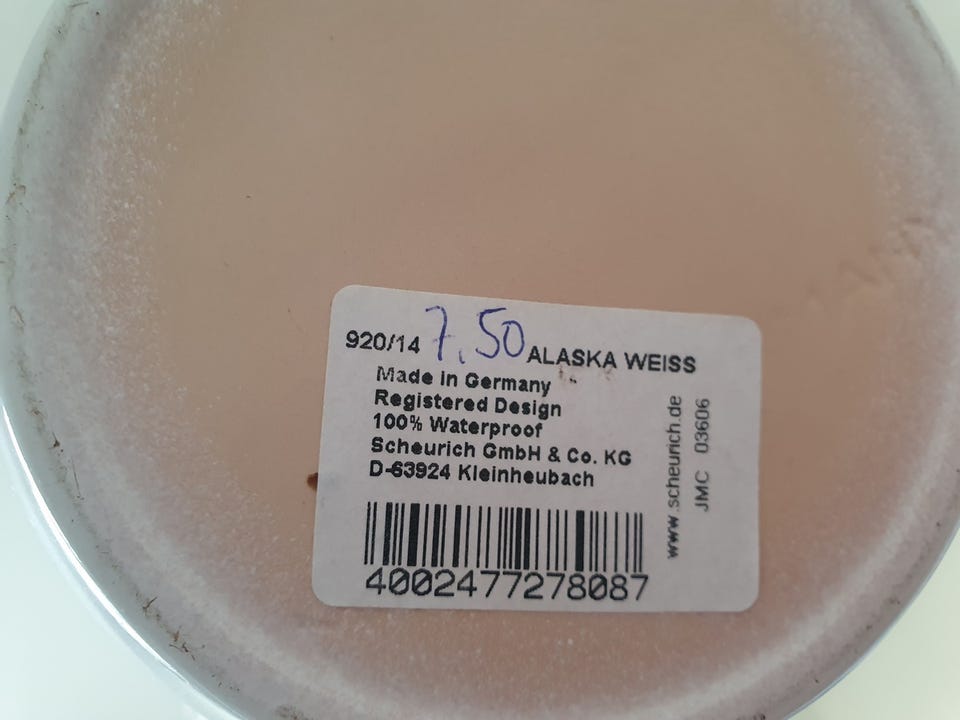 920/14 7,50 ALASKA WEISS
Made in Germany
Registered Design
100% Waterproof
Scheurich GmbH & Co. KG
D-63924 Kleinheubach
4002477278087
www.scheurich.de
JMC 03606